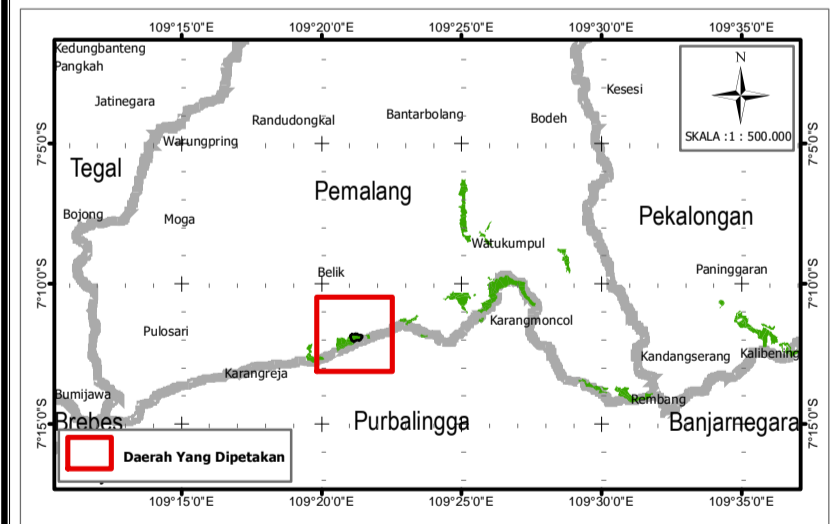 109°15'0"E 109°20'0"E 109°25'0"E 109°30'0"E 109°35'0"E
Kedungbanteng
Pangkah
N
Kesesi
Jatinegara
Randudongkal
Bantarbolang
Bodeh
SKALA :1 : 500.000
Warungpring
7°5'0"S
7°5'0"S
Tegal
Pemalang
Bojong
Moga
Pekalongan
Watukumpul
Belik
Paninggaran
7°10'0"S
7°10'0"S
Karangmoncol
Pulosari
Kandangserang
Kalibening
Karangreja
Bumijawa
Rembang
Brebes
Purbalingga
Banjarnegara
7°15'0"S
7°15'0"S
Daerah Yang Dipetakan
109°15'0"E 109°20'0"E 109°25'0"E 109°30'0"E 109°35'0"E